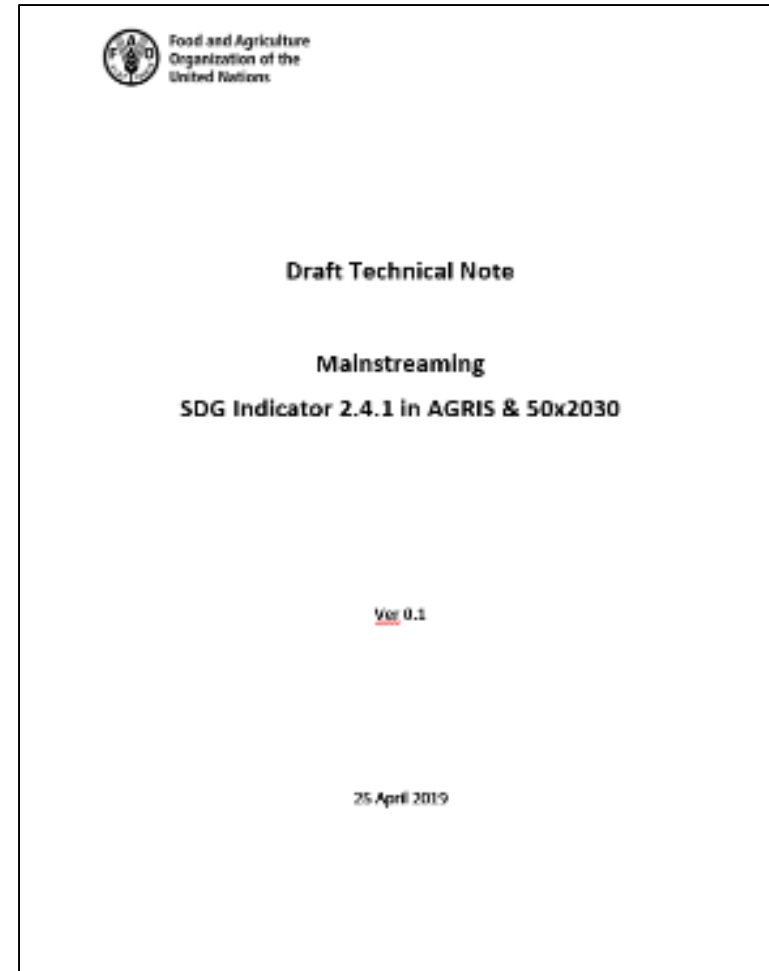 Food and Agriculture
Organization of the
United Nations
Draft Technical Note
Mainstreaming
SDG Indicator 2.4.1 in AGRIS & 50x2030
Ver 0.1
25 April 2019